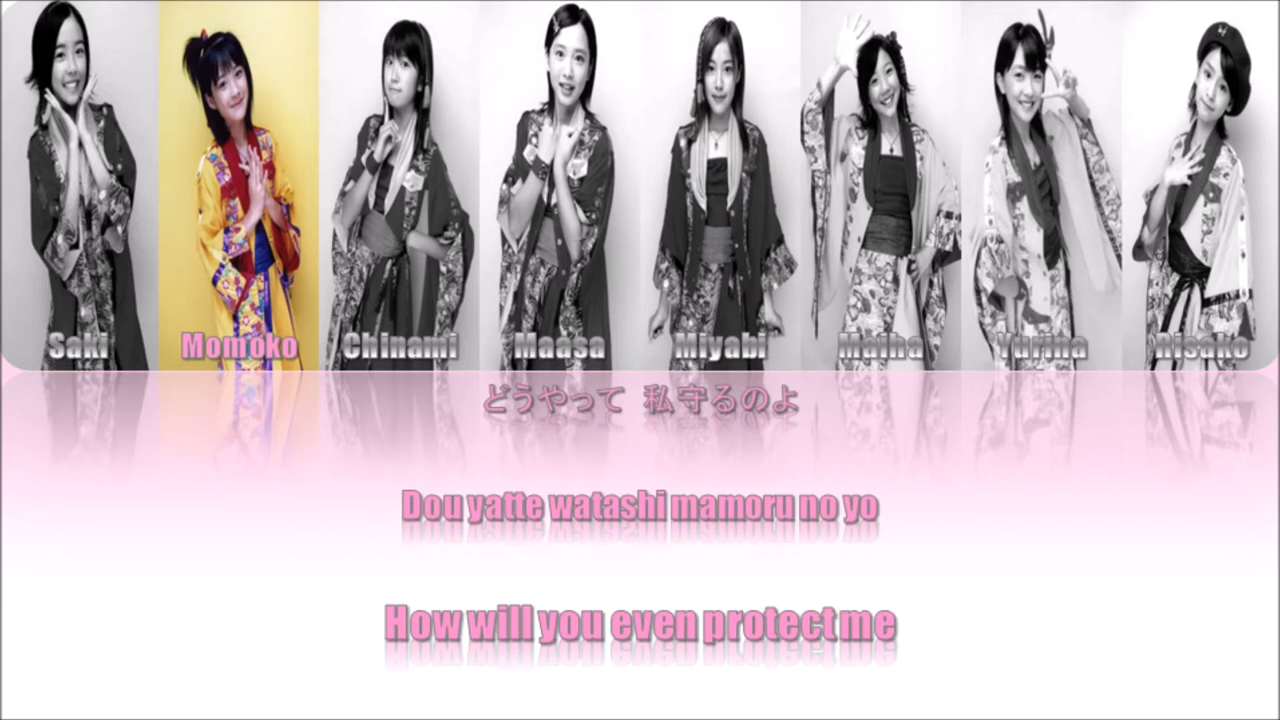 Saki Momoko Chinami Maasa Miyabi Maiha Yurina Risako
どうやって 私守るのよ
Dou yatte watashi mamoru no yo
How will you even protect me